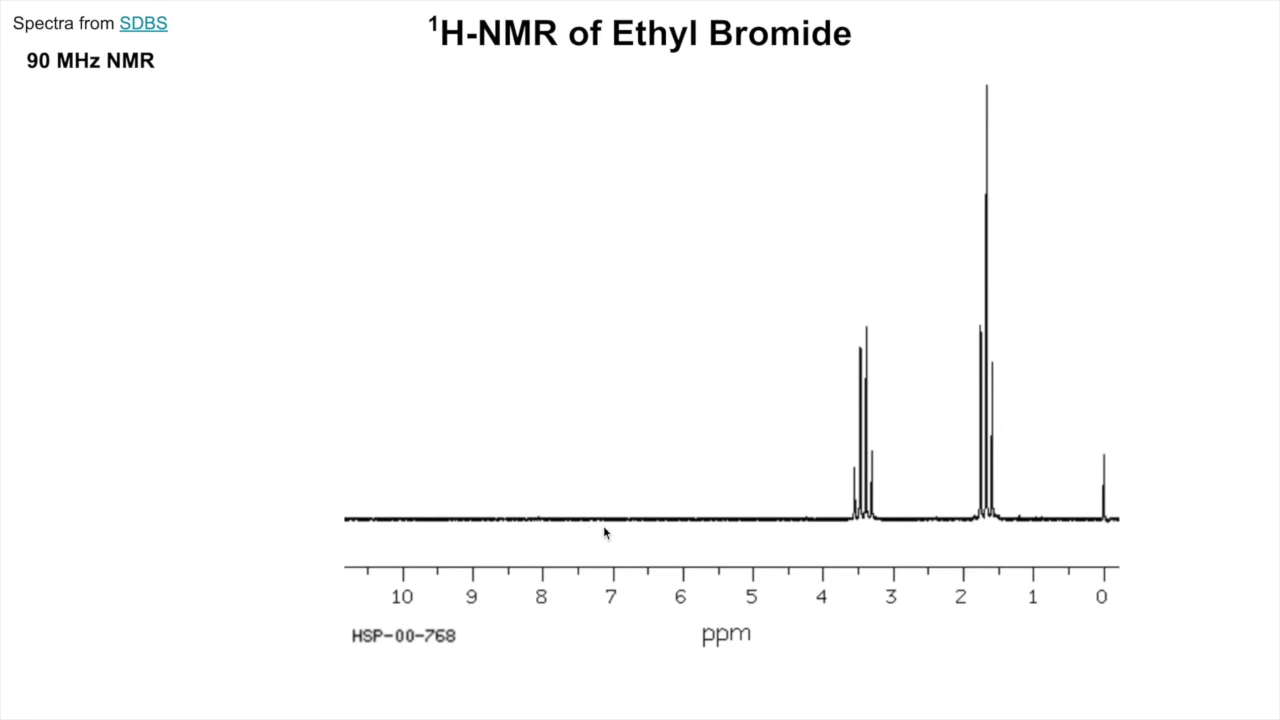 Spectra from SDBS
¹H-NMR of Ethyl Bromide
90 MHz NMR
10 9 8 7 6 5 4 3 2 1 0
HSP-00-768 ppm